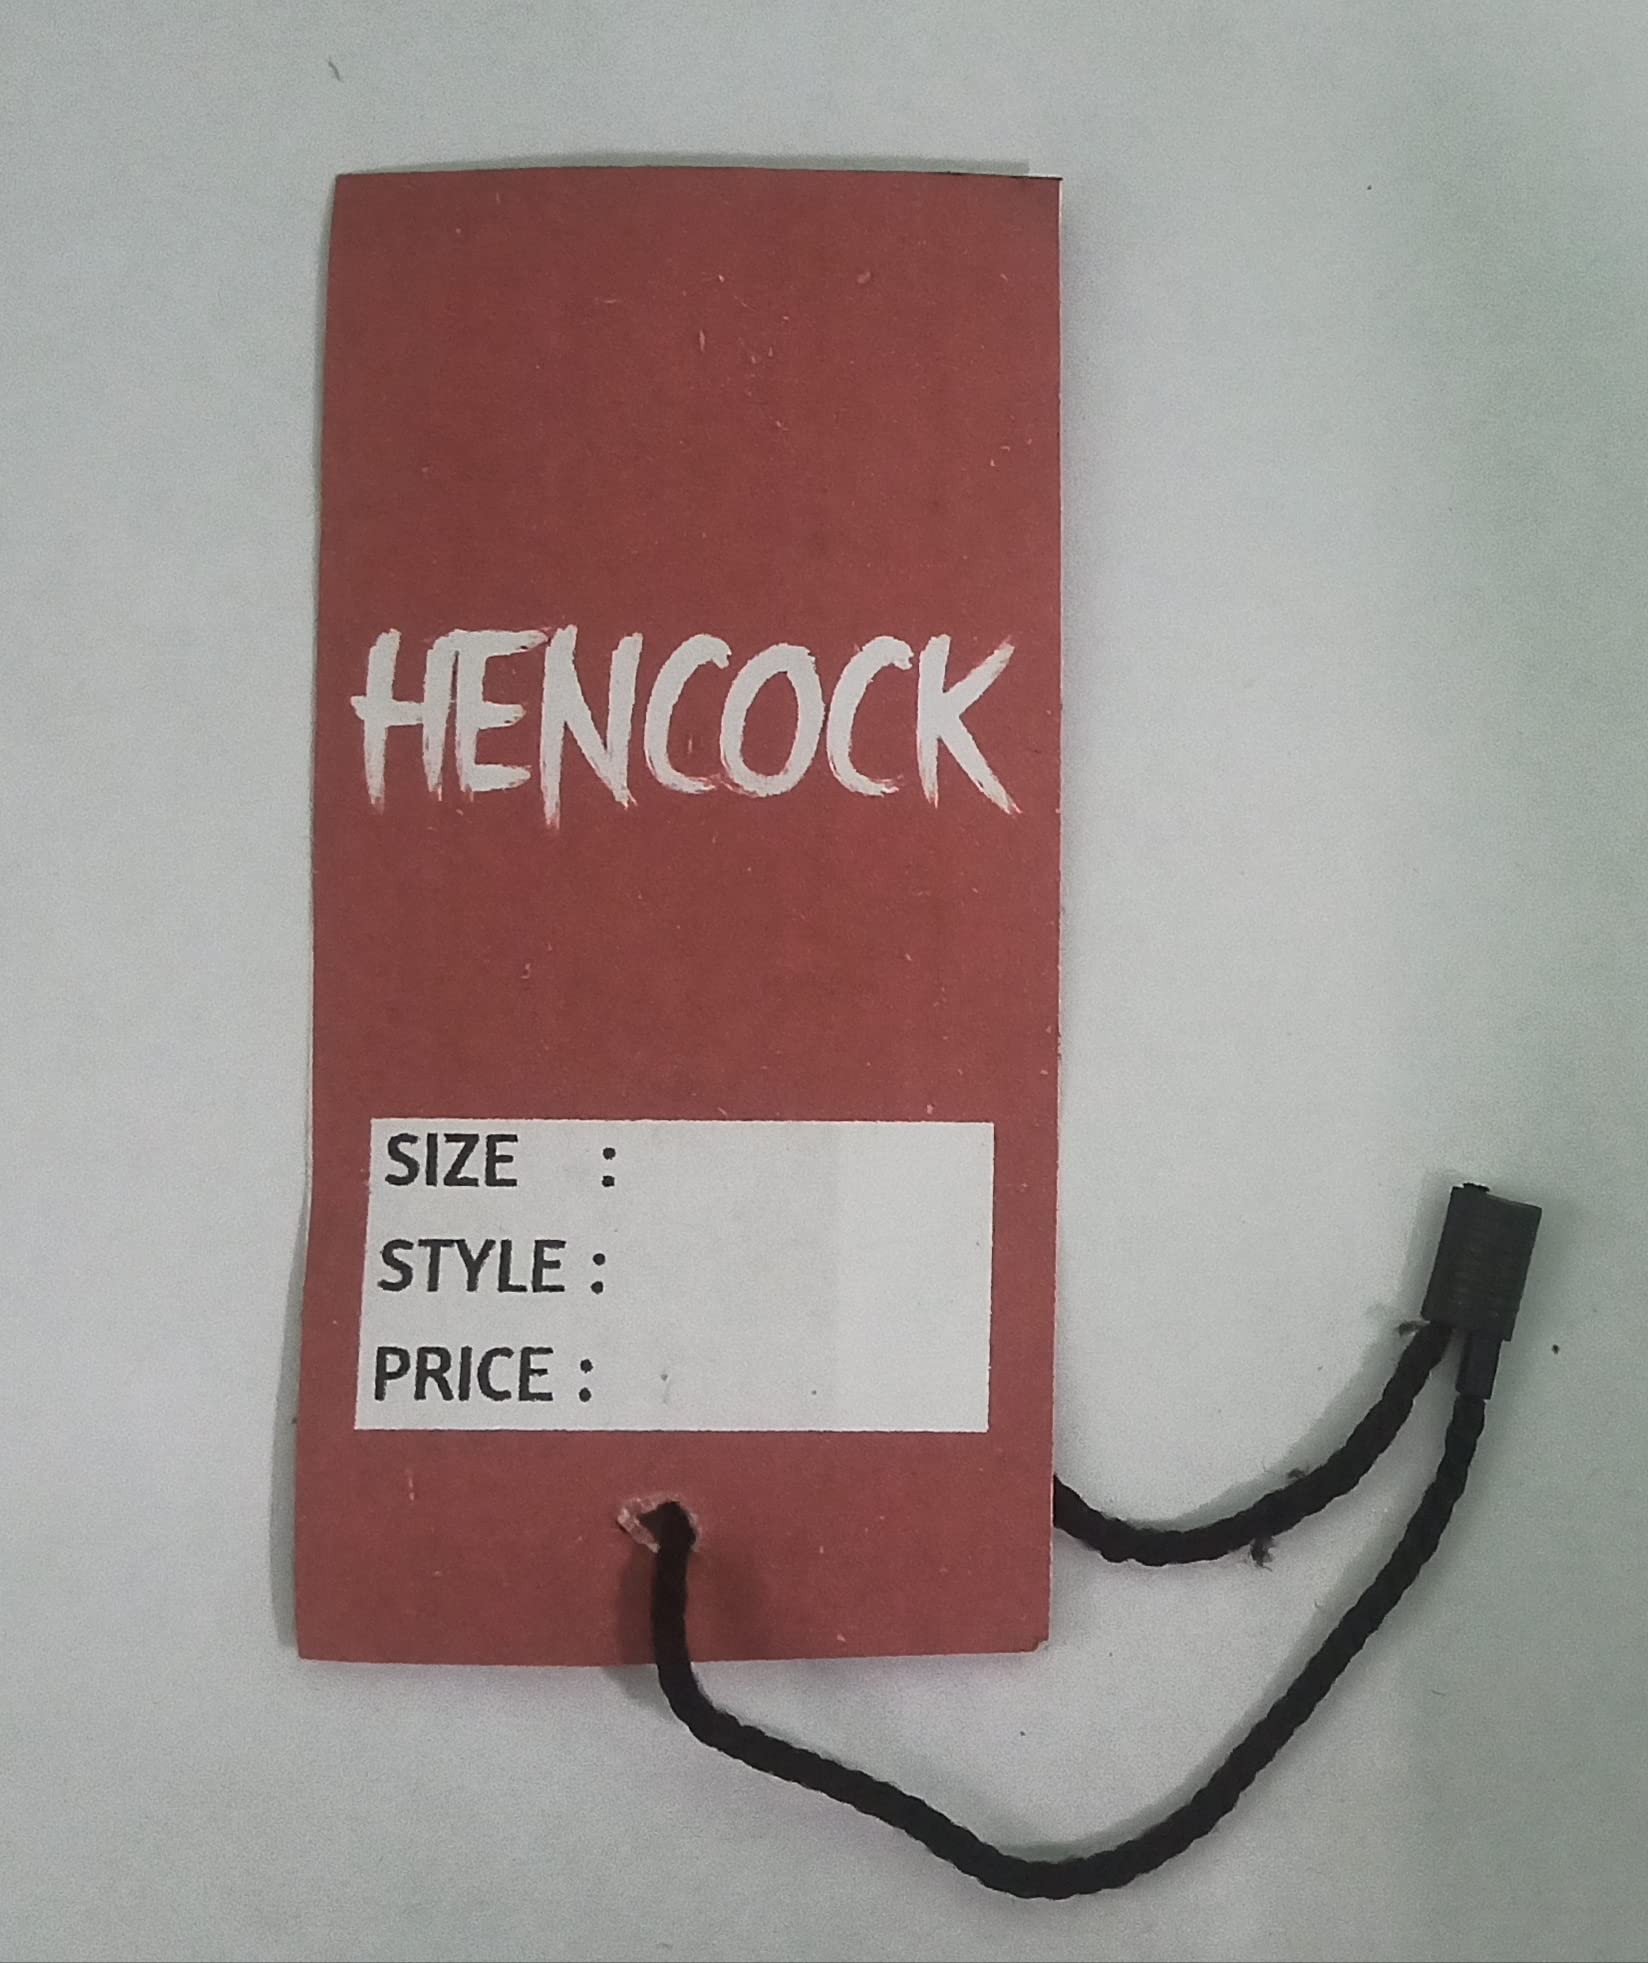 HENCOCK
SIZE :
STYLE :
PRICE :